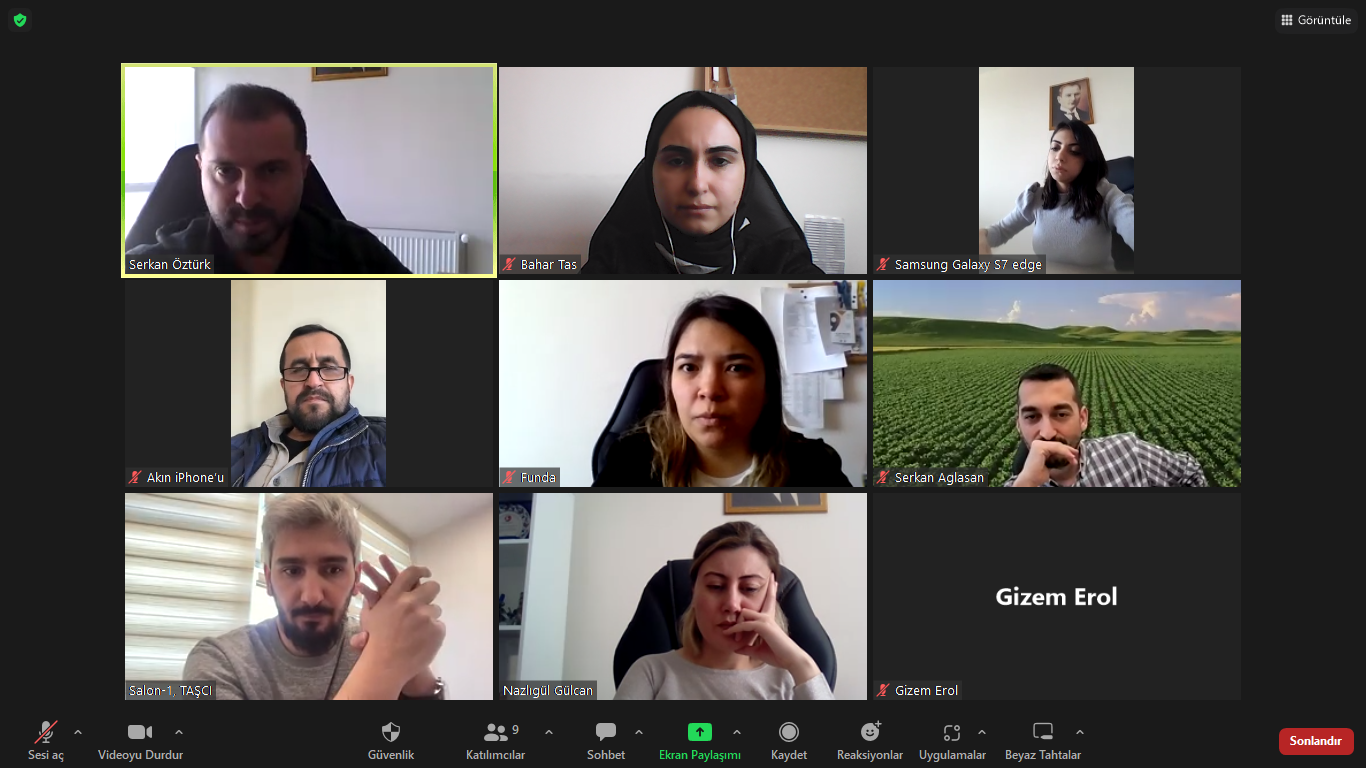 Görüntüle
Serkan Öztürk
Bahar Tas
Samsung Galaxy S7 edge
Akın iPhone'u
Funda
Serkan Aglasan
Salon-1, TAŞCI
Nazlıgül Gülcan
Gizem Erol
Gizem Erol
9
Sesi aç
Videoyu Durdur
Güvenlik
Katılımcılar
Sohbet
Ekran Paylaşımı
Kaydet
Reaksiyonlar
Uygulamalar
Beyaz Tahtalar
Sonlandır